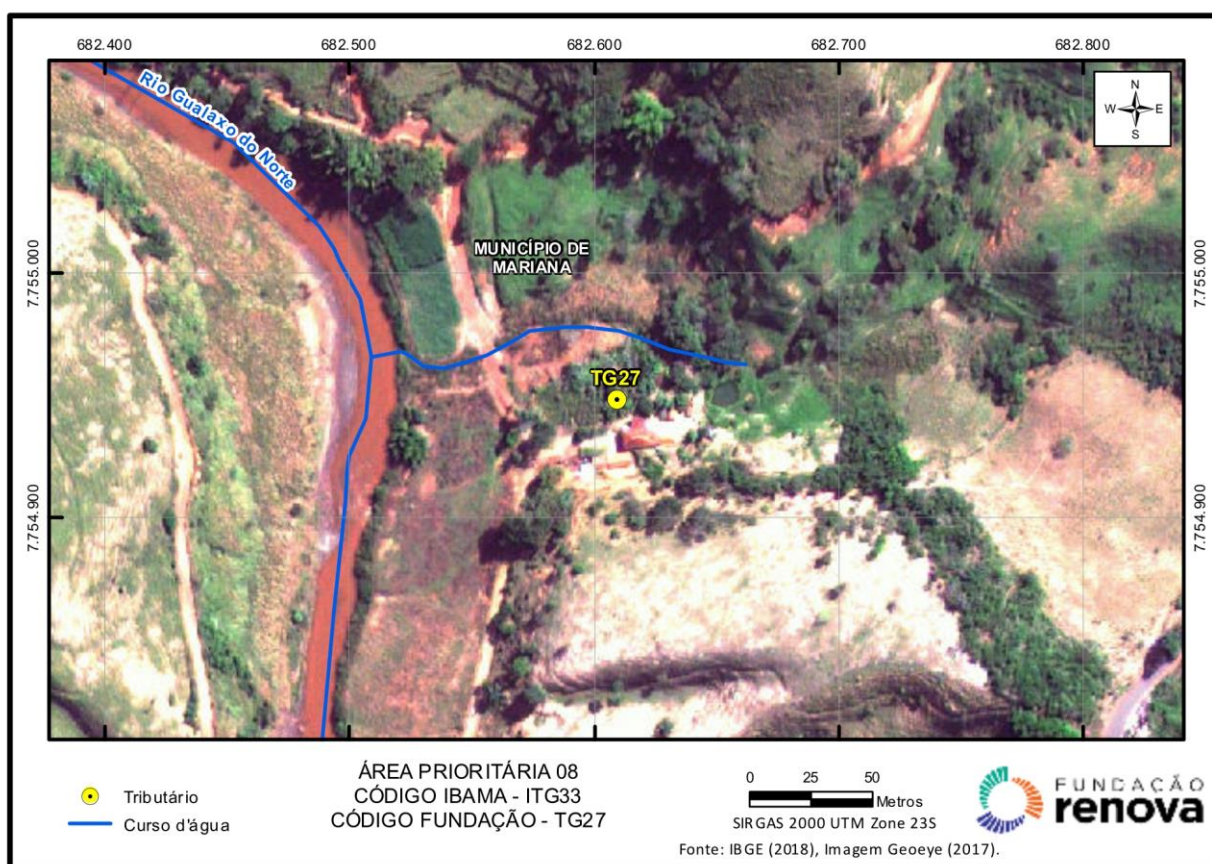 682.400 682.500 682.600 682.700 682.800
N
W E
S
Rio Gualaxo do Norte
MUNICÍPIO DE
MARIANA
7.755.000 7.755.000
TG27
7.754.900 7.754.900
Tributário
Curso d'água
ÁREA PRIORITÁRIA 08
CÓDIGO IBAMA - ITG33
CÓDIGO FUNDAÇÃO - TG27
0 25 50
Metros
SIRGAS 2000 UTM Zone 23S
Fonte: IBGE (2018), Imagem Geoeye (2017).
FUNDAÇÃO
renova